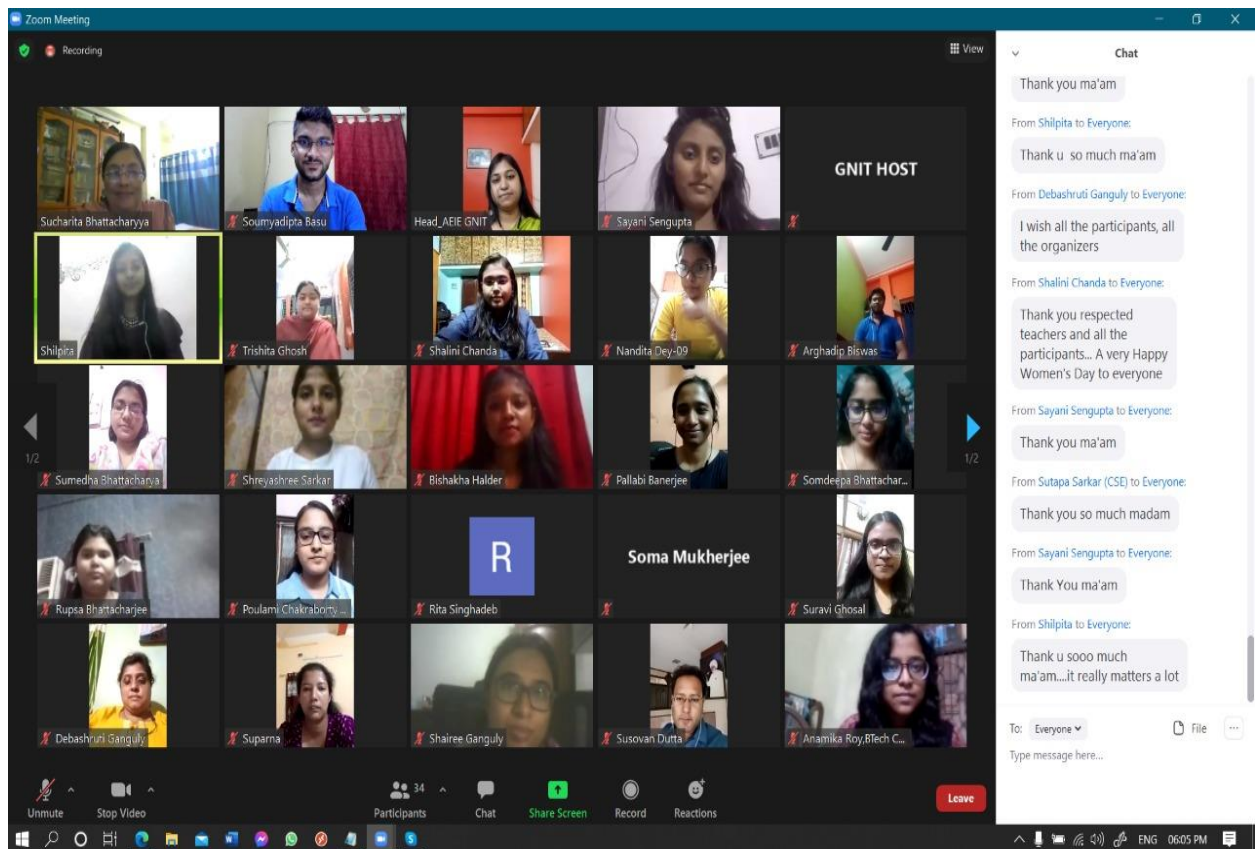 Zoom Meeting
Recording
View
Sucharita Bhattacharyya
Soumyadipta Basu
Head_AEIE GNIT
Sayani Sengupta
GNIT HOST
Shilpita
Trishita Ghosh
Shalini Chanda
Nandita Dey-09
Arghadip Biswas
1/2
Sumedha Bhattacharya
Shreyashree Sarkar
Bishakha Halder
Pallabi Banerjee
Somdeepa Bhattachar...
1/2
Rupsa Bhattacharjee
Poulami Chakraborty ...
R
Rita Singhadeb
Soma Mukherjee
Suravi Ghosal
Debashruti Ganguly
Suparna
Shairee Ganguly
Susovan Dutta
Anamika Roy,BTech C...
Unmute
Stop Video
34
Participants
Chat
Share Screen
Record
Reactions
Leave
Chat
Thank you ma'am
From Shilpita to Everyone:
Thank u so much ma'am
From Debashruti Ganguly to Everyone:
I wish all the participants, all
the organizers
From Shalini Chanda to Everyone:
Thank you respected
teachers and all the
participants... A very Happy
Women's Day to everyone
From Sayani Sengupta to Everyone:
Thank you ma'am
From Sutapa Sarkar (CSE) to Everyone:
Thank you so much madam
From Sayani Sengupta to Everyone:
Thank You ma'am
From Shilpita to Everyone:
Thank u sooo much
ma'am....it really matters a lot
To: Everyone
File
Type message here...
ENG 06:05 PM